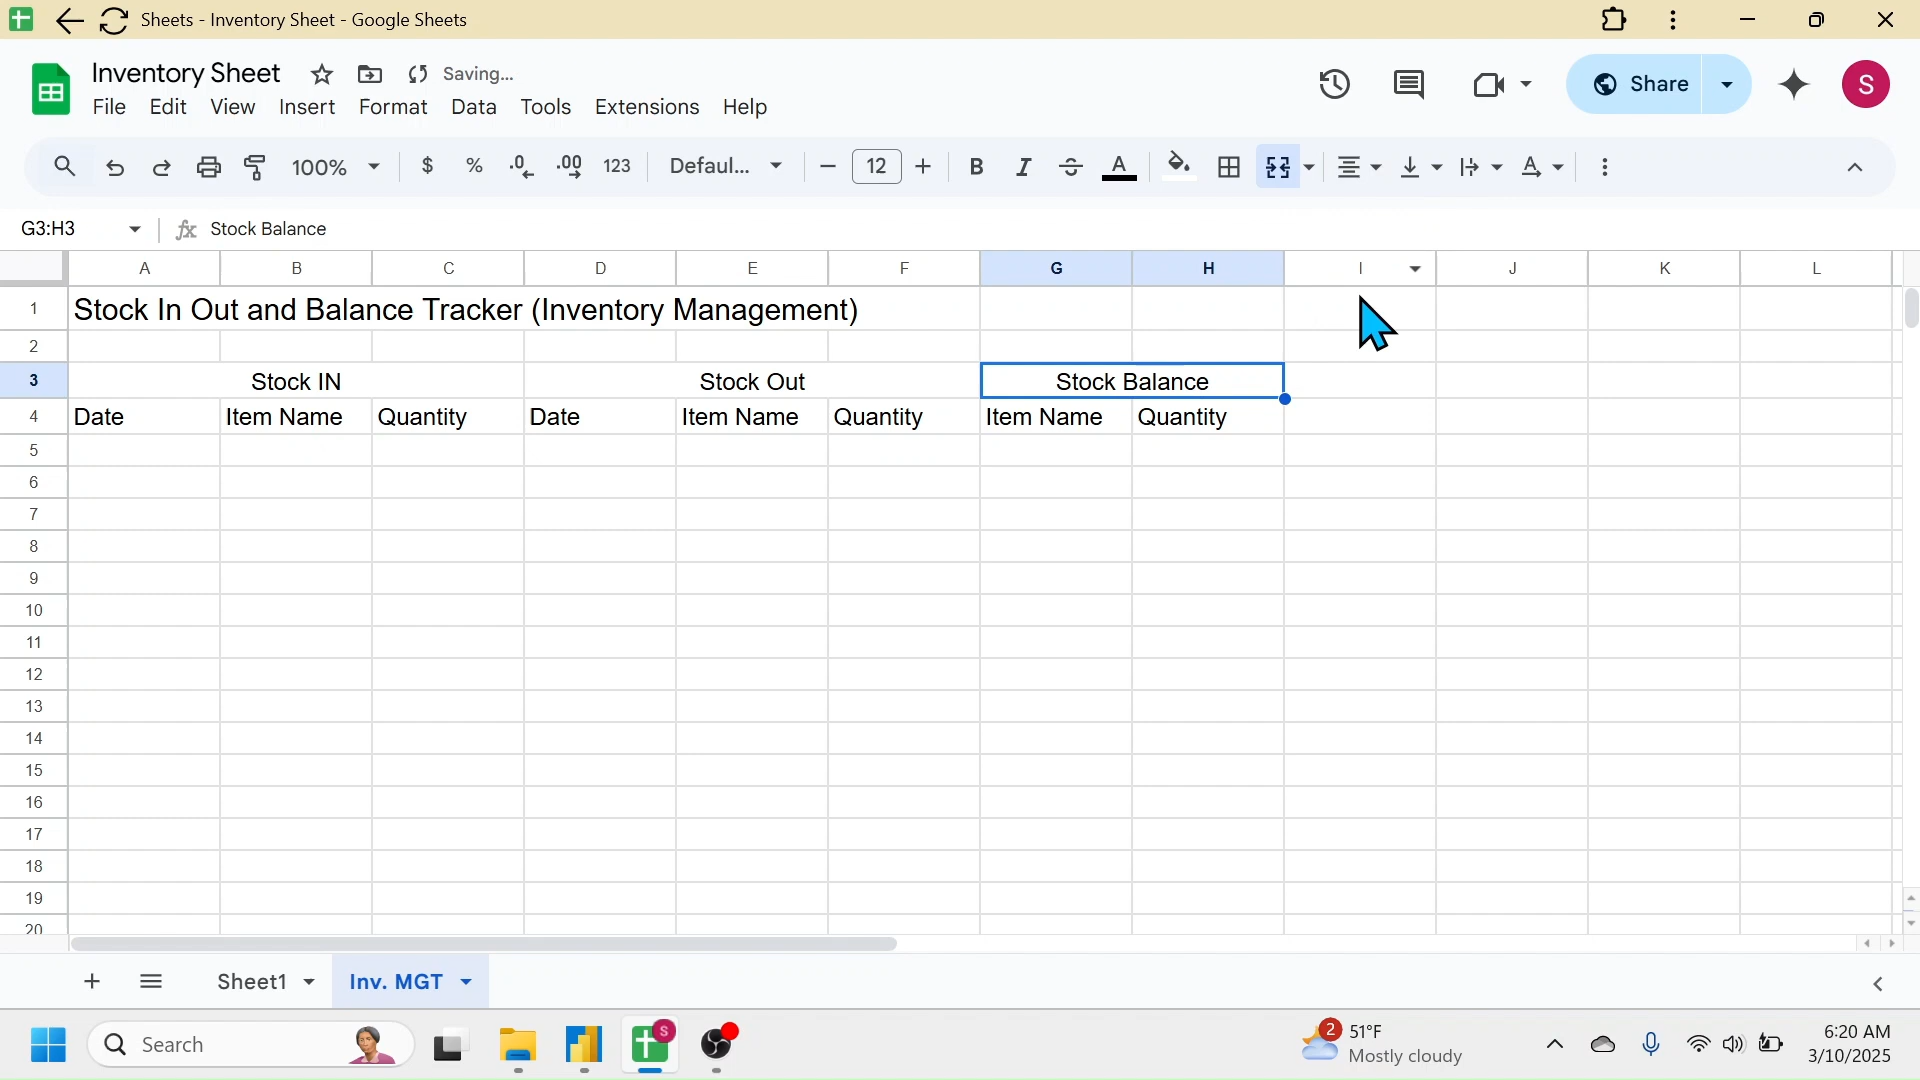 Sheets - Inventory Sheet - Google Sheets
Inventory Sheet
Saving...
File Edit View Insert Format Data Tools Extensions Help
Share
S
100% $ % .0 .00 123 Defaul... 12 B I A A
G3:H3
fx Stock Balance
A B C D E F G H I J K L
1 Stock In Out and Balance Tracker (Inventory Management)
2
3 Stock IN Stock Out Stock Balance
4 Date Item Name Quantity Date Item Name Quantity Item Name Quantity
5
6
7
8
9
10
11
12
13
14
15
16
17
18
19
20
Sheet1 Inv. MGT
Search
S
2
51°F
Mostly cloudy
6:20 AM
3/10/2025